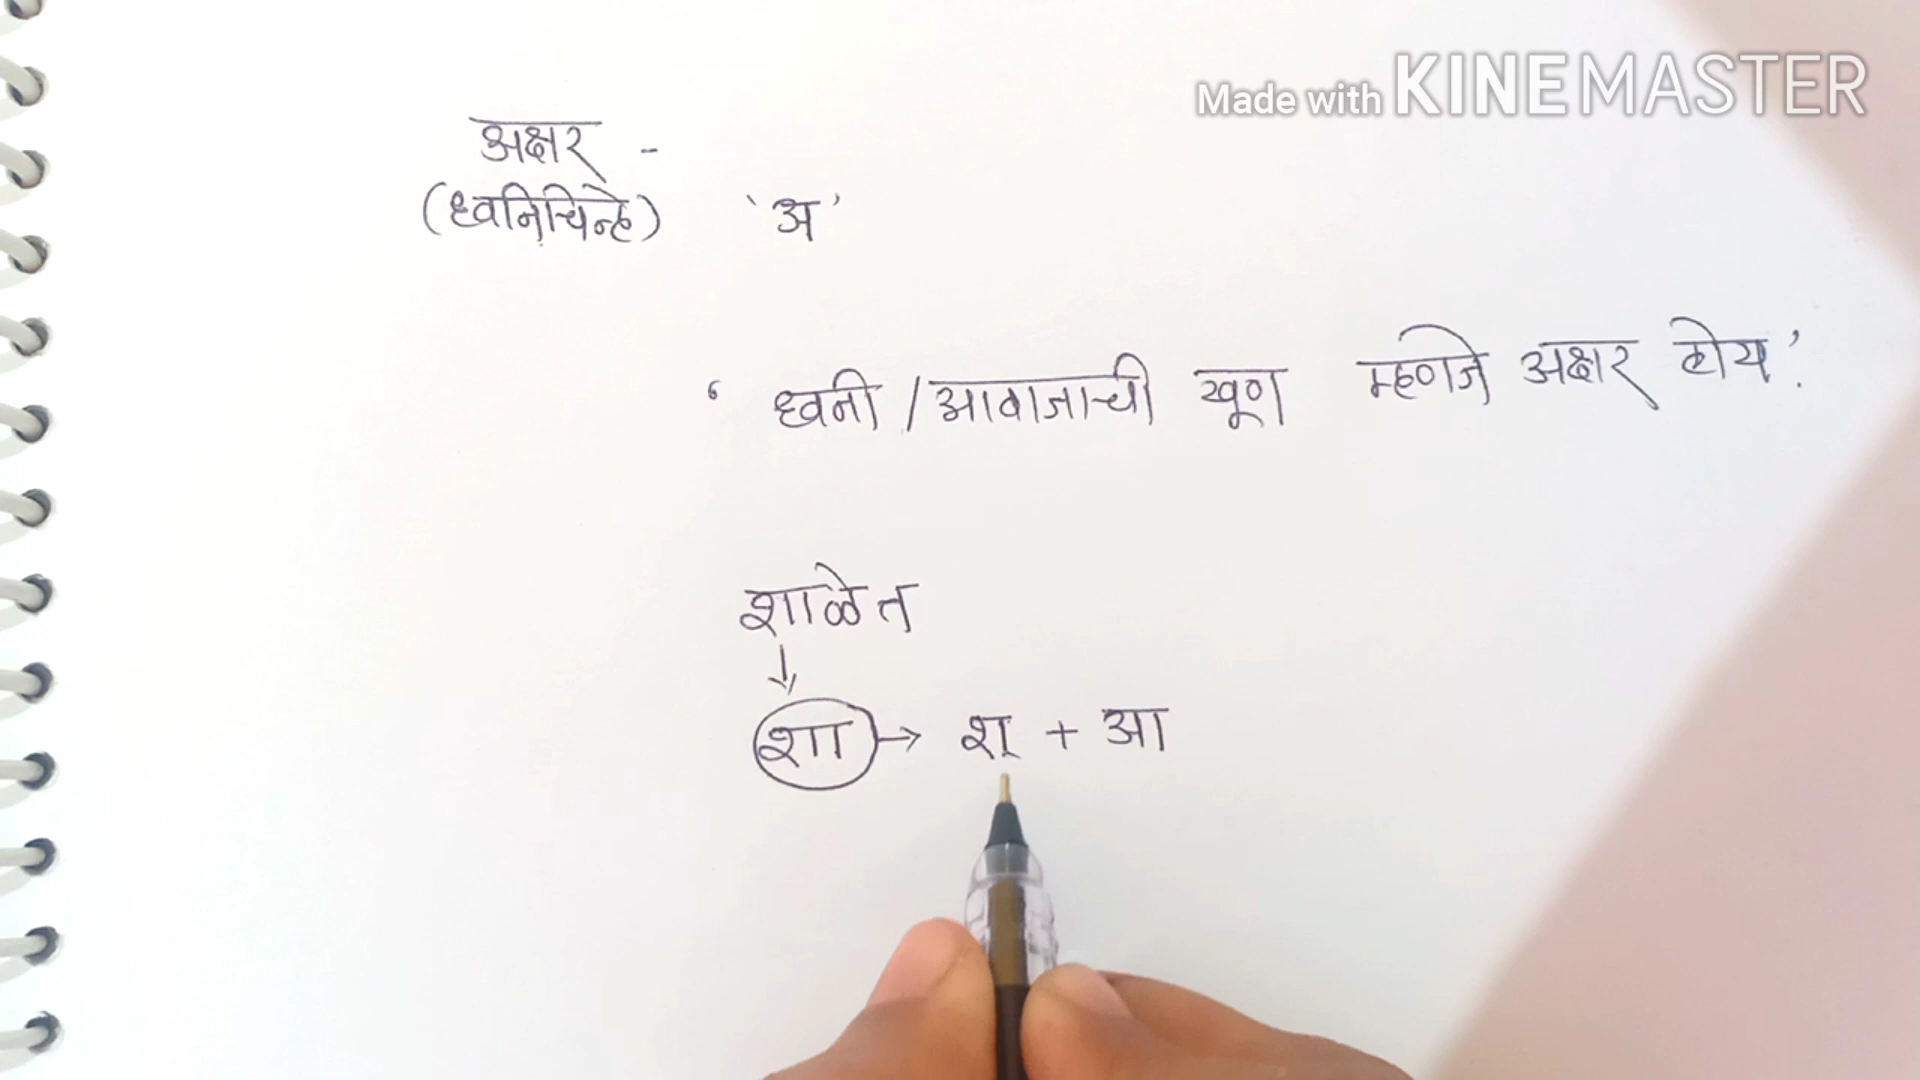 Made with KINEMASTER
अक्षर -
(ध्वनिचिन्हे) 'अ'
' ध्वनी / आवाजाची खूण म्हणजे अक्षर होय '.
शाळेत
↓
शा → श् + आ